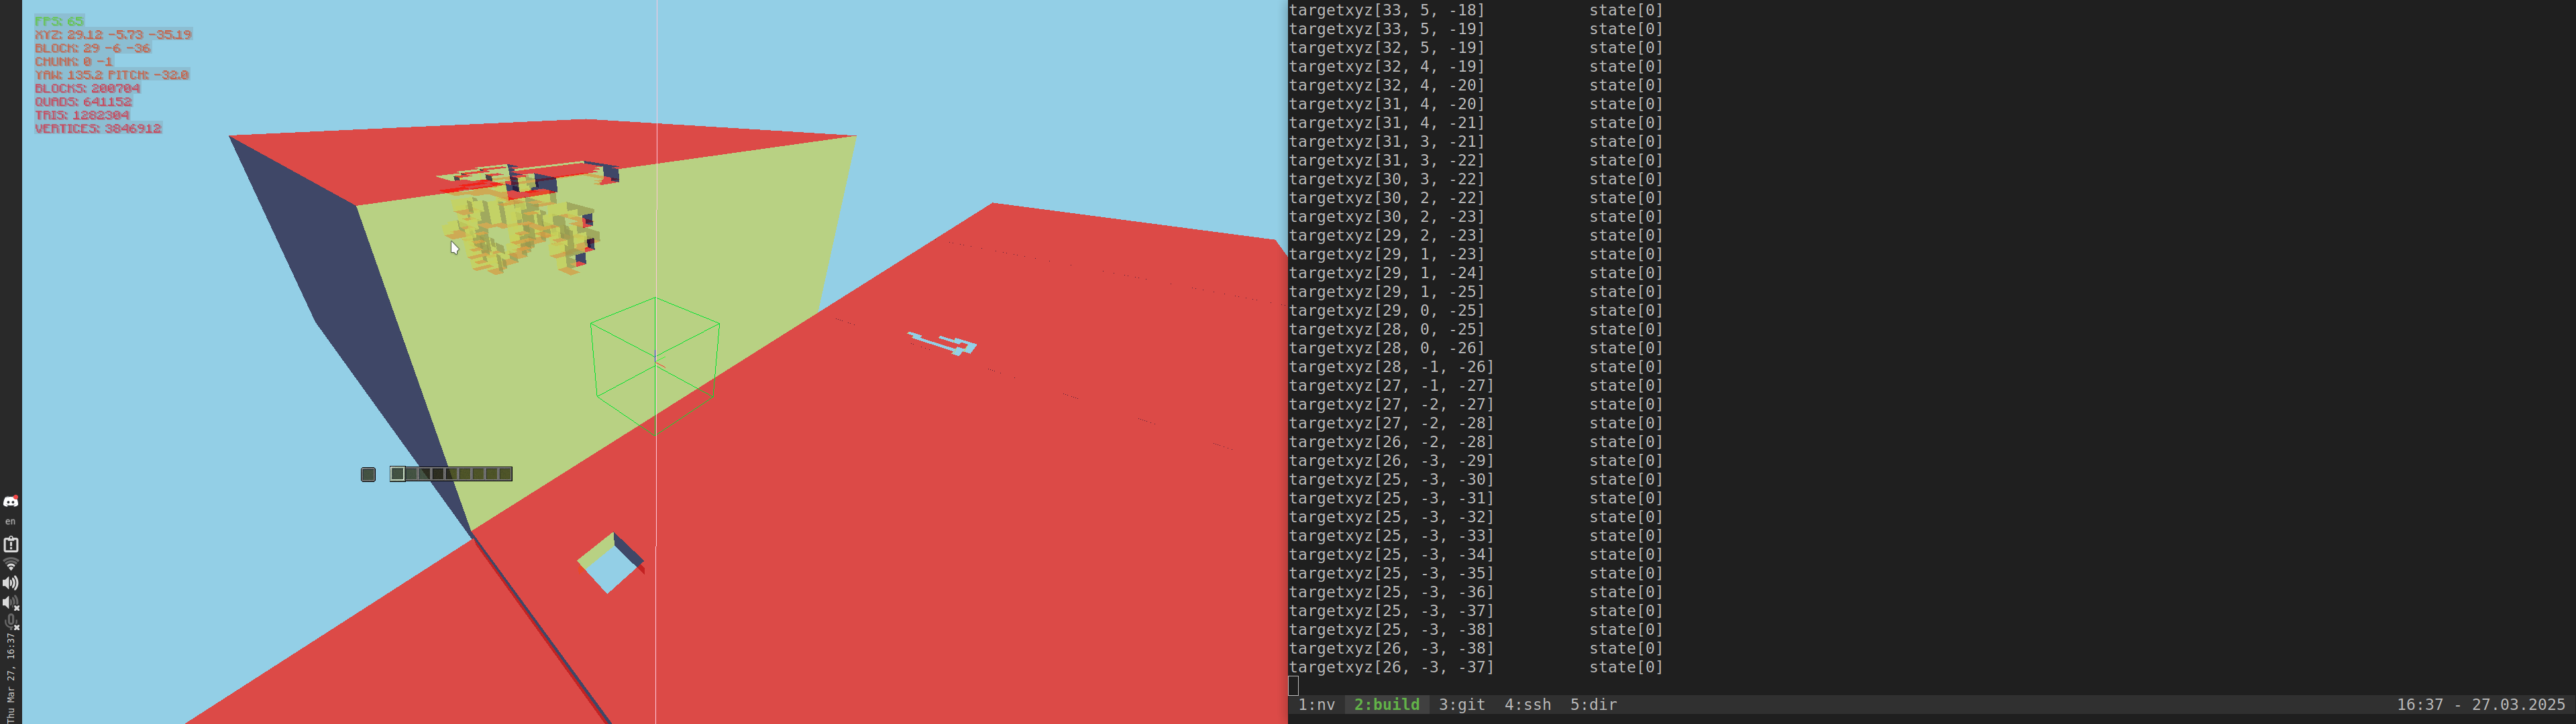 FPS: 65
XYZ: 29.12 -5.73 -35.19
BLOCK: 29 -6 -36
CHUNK: 0 -1
YAW: 135.2 PITCH: -32.0
BLOCKS: 200704
QUADS: 641152
TRIS: 1282304
VERTICES: 3846912
en
Thu Mar 27, 16:37
targetxyz[33, 5, -18] state[0]
targetxyz[33, 5, -19] state[0]
targetxyz[32, 5, -19] state[0]
targetxyz[32, 4, -19] state[0]
targetxyz[32, 4, -20] state[0]
targetxyz[31, 4, -20] state[0]
targetxyz[31, 4, -21] state[0]
targetxyz[31, 3, -21] state[0]
targetxyz[31, 3, -22] state[0]
targetxyz[30, 3, -22] state[0]
targetxyz[30, 2, -22] state[0]
targetxyz[30, 2, -23] state[0]
targetxyz[29, 2, -23] state[0]
targetxyz[29, 1, -23] state[0]
targetxyz[29, 1, -24] state[0]
targetxyz[29, 1, -25] state[0]
targetxyz[29, 0, -25] state[0]
targetxyz[28, 0, -25] state[0]
targetxyz[28, 0, -26] state[0]
targetxyz[28, -1, -26] state[0]
targetxyz[27, -1, -27] state[0]
targetxyz[27, -2, -27] state[0]
targetxyz[27, -2, -28] state[0]
targetxyz[26, -2, -28] state[0]
targetxyz[26, -3, -29] state[0]
targetxyz[25, -3, -30] state[0]
targetxyz[25, -3, -31] state[0]
targetxyz[25, -3, -32] state[0]
targetxyz[25, -3, -33] state[0]
targetxyz[25, -3, -34] state[0]
targetxyz[25, -3, -35] state[0]
targetxyz[25, -3, -36] state[0]
targetxyz[25, -3, -37] state[0]
targetxyz[25, -3, -38] state[0]
targetxyz[26, -3, -38] state[0]
targetxyz[26, -3, -37] state[0]
1:nv 2:build 3:git 4:ssh 5:dir 16:37 - 27.03.2025